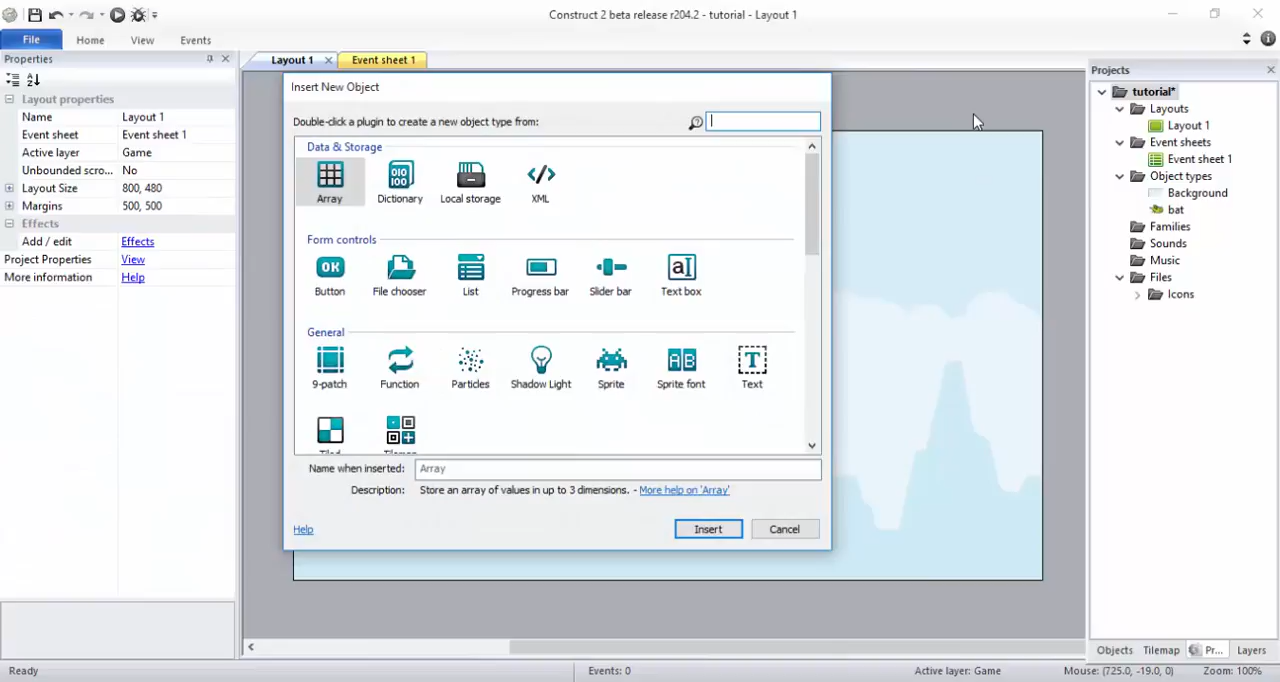 Construct 2 beta release r204.2 - tutorial - Layout 1
File Home View Events
Properties
Layout properties
Name Layout 1
Event sheet Event sheet 1
Active layer Game
Unbounded scro... No
Layout Size 800, 480
Margins 500, 500
Effects
Add / edit Effects
Project Properties View
More information Help
Layout 1 Event sheet 1
Insert New Object
Double-click a plugin to create a new object type from:
Data & Storage
Array Dictionary Local storage XML
Form controls
Button File chooser List Progress bar Slider bar Text box
General
9-patch Function Particles Shadow Light Sprite Sprite font Text
Name when inserted: Array
Description: Store an array of values in up to 3 dimensions. - More help on 'Array'
Help Insert Cancel
Projects
tutorial*
Layouts
Layout 1
Event sheets
Event sheet 1
Object types
Background
bat
Families
Sounds
Music
Files
Icons
Objects Tilemap Pr... Layers
Ready Events: 0 Active layer: Game Mouse: (725.0, -19.0, 0) Zoom: 100%